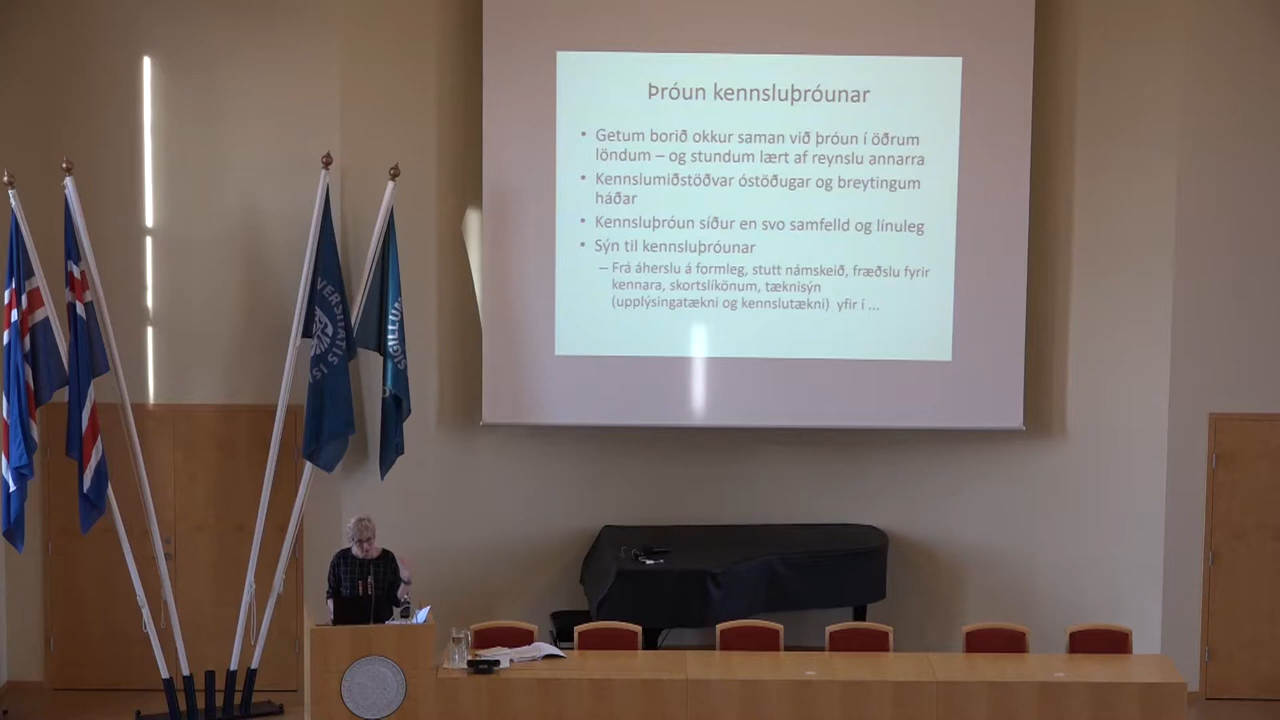 Þróun kennsluþróunar
• Getum borið okkur saman við þróun í öðrum
löndum – og stundum lært af reynslu annarra
• Kennslumiðstöðvar óstöðugar og breytingum
háðar
• Kennsluþróun síður en svo samfelld og línuleg
• Sýn til kennsluþróunar
– Frá áherslu á formleg, stutt námskeið, fræðslu fyrir
kennara, skortslíkönum, tæknisýn
(upplýsingatækni og kennslutækni) yfir í ...